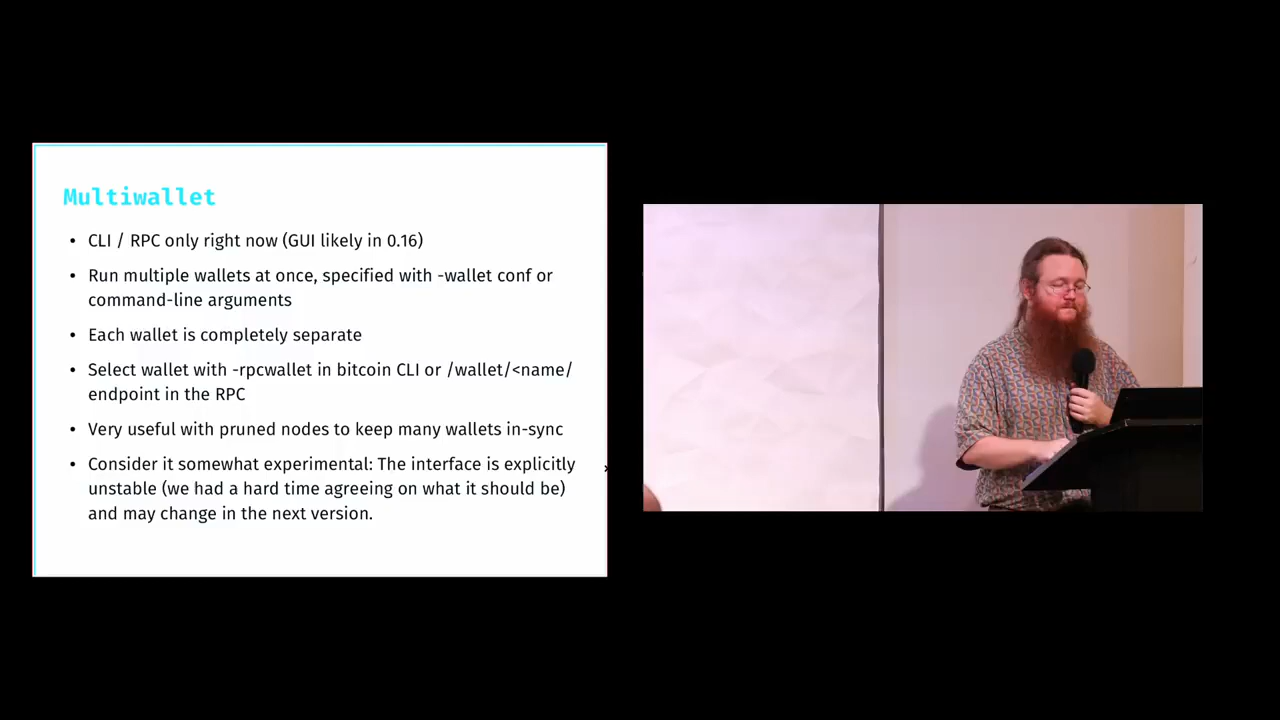 Multiwallet
• CLI / RPC only right now (GUI likely in 0.16)
• Run multiple wallets at once, specified with -wallet conf or
command-line arguments
• Each wallet is completely separate
• Select wallet with -rpcwallet in bitcoin CLI or /wallet/<name/
endpoint in the RPC
• Very useful with pruned nodes to keep many wallets in-sync
• Consider it somewhat experimental: The interface is explicitly
unstable (we had a hard time agreeing on what it should be)
and may change in the next version.